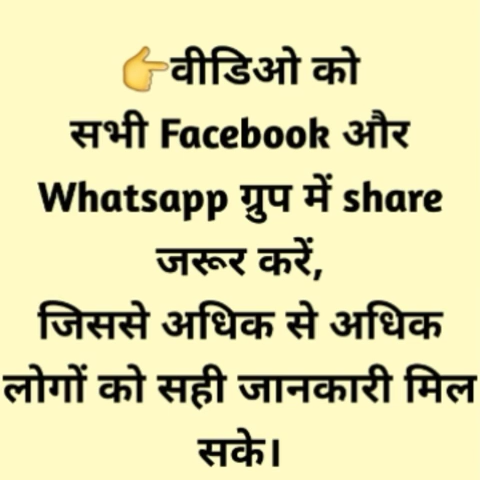 👉वीडिओ को
सभी Facebook और
Whatsapp ग्रुप में share
जरूर करें,
जिससे अधिक से अधिक
लोगों को सही जानकारी मिल
सके।